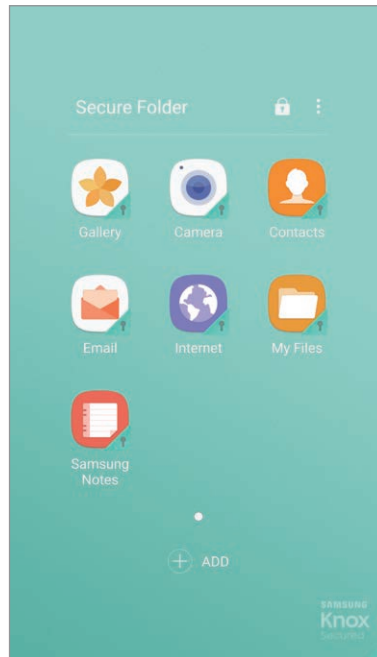 Secure Folder
Gallery
Camera
Contacts
Email
Internet
My Files
Samsung
Notes
ADD
SAMSUNG
Knox
Secured